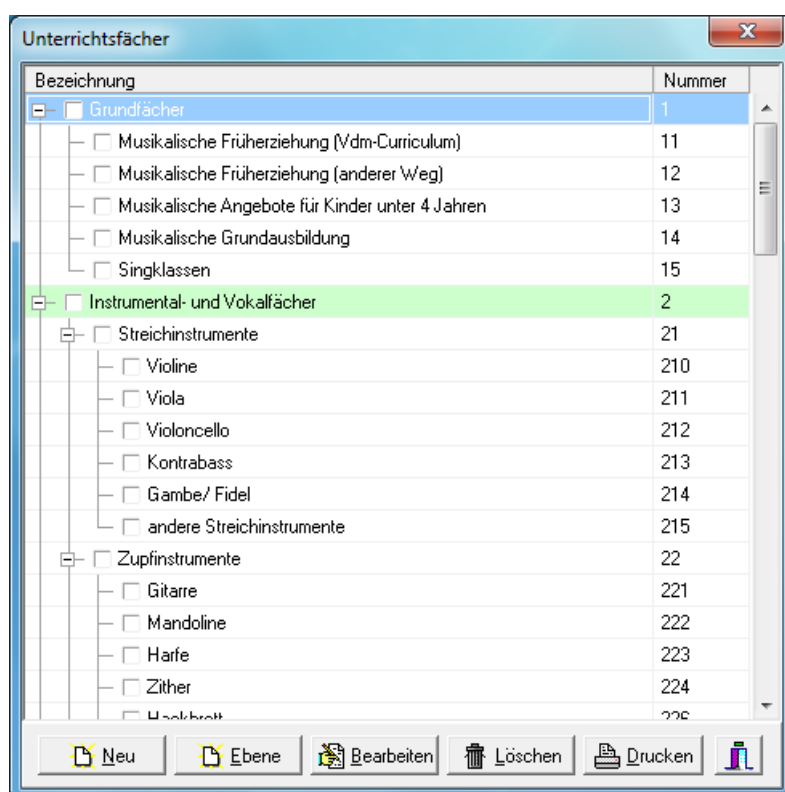 Unterrichtsfächer
Bezeichnung Nummer
Grundfächer 1
Musikalische Früherziehung (Vdm-Curriculum) 11
Musikalische Früherziehung (anderer Weg) 12
Musikalische Angebote für Kinder unter 4 Jahren 13
Musikalische Grundausbildung 14
Singklassen 15
Instrumental- und Vokalfächer 2
Streichinstrumente 21
Violine 210
Viola 211
Violoncello 212
Kontrabass 213
Gambe/ Fidel 214
andere Streichinstrumente 215
Zupfinstrumente 22
Gitarre 221
Mandoline 222
Harfe 223
Zither 224
Hackbrett 226
Neu Ebene Bearbeiten Löschen Drucken